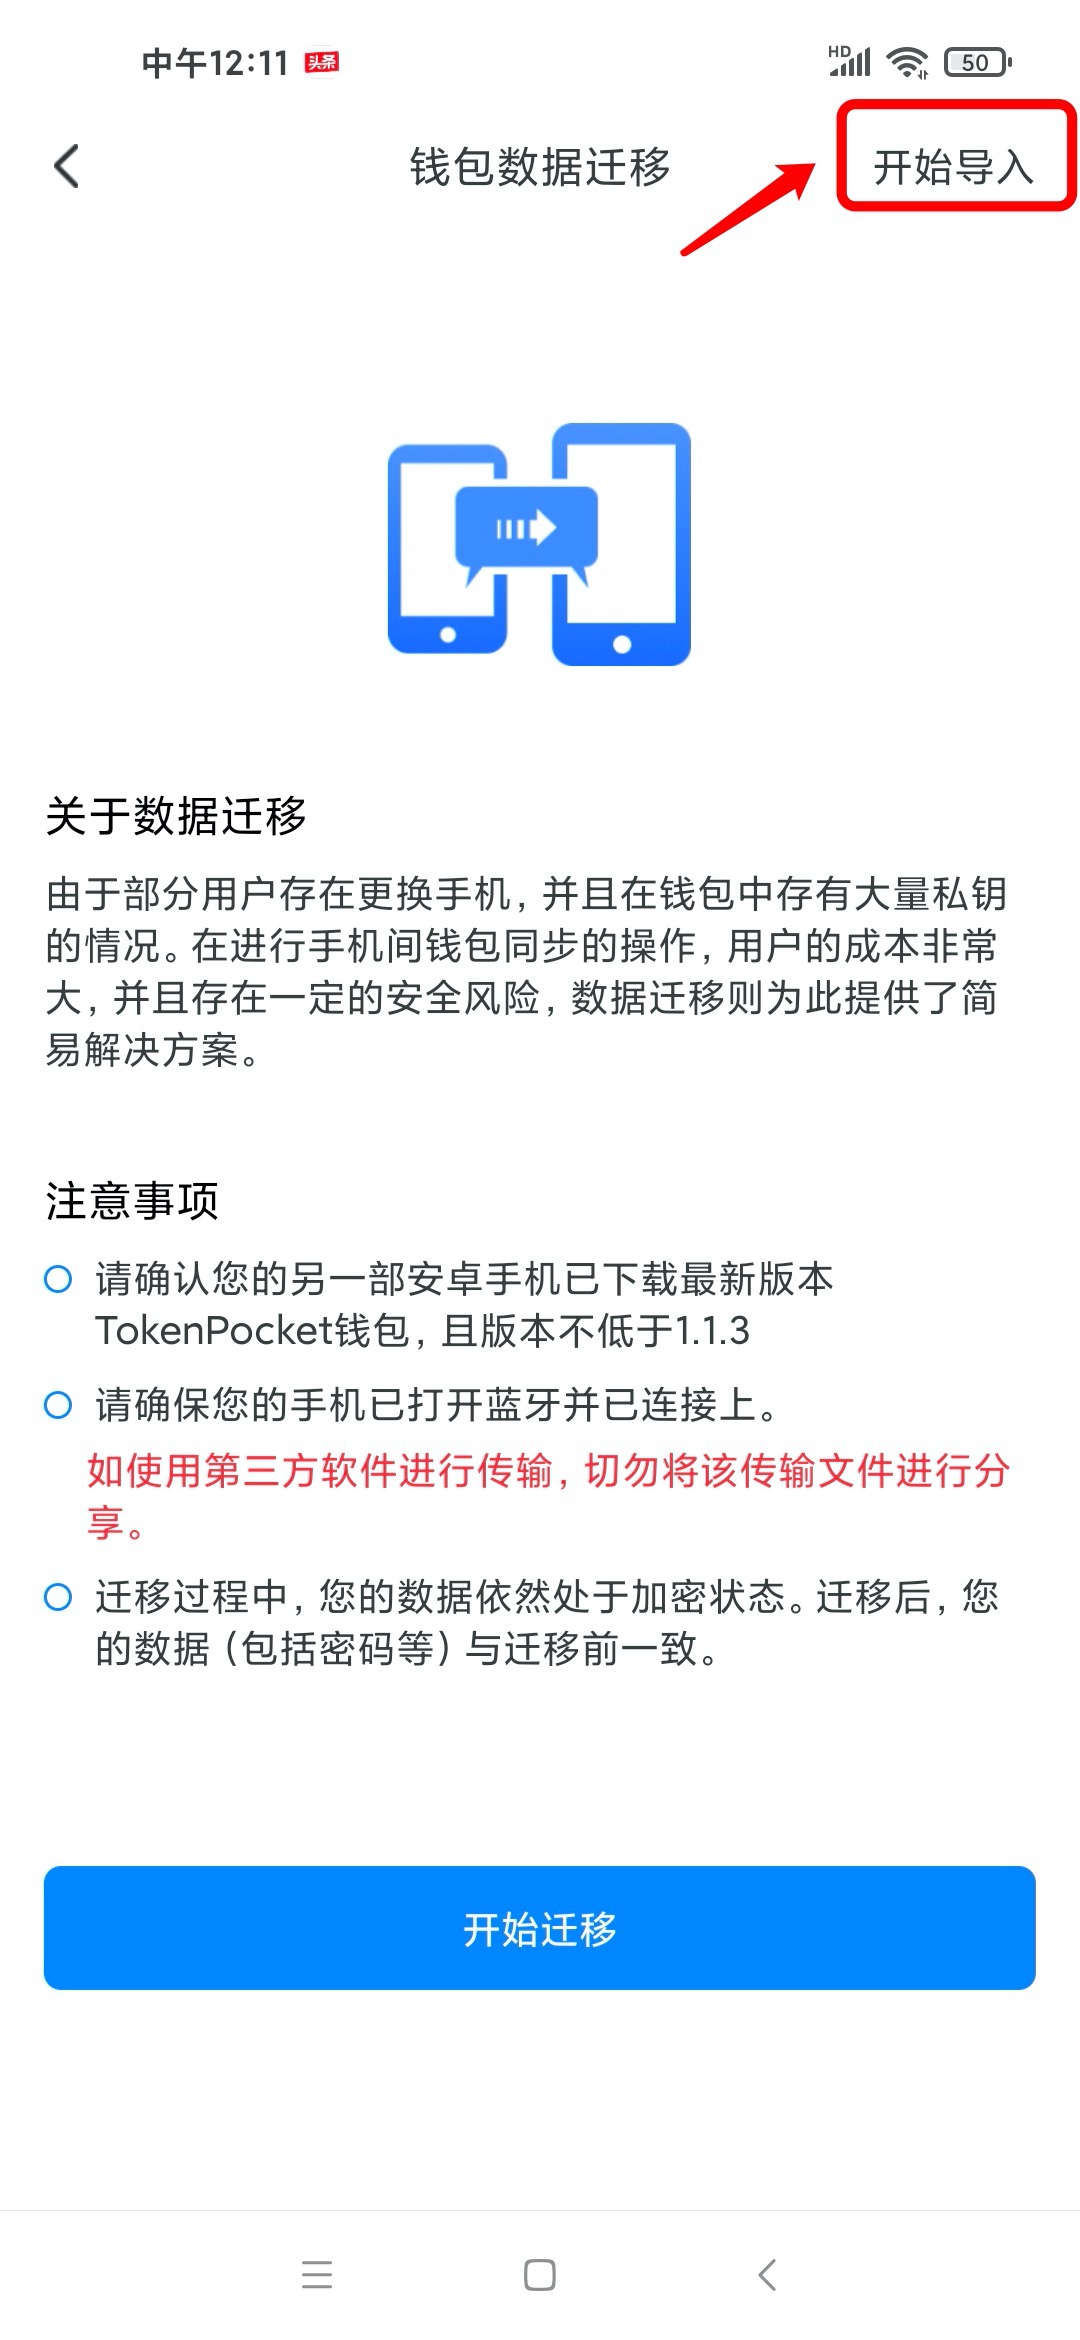 中午12:11 头条 HD 50
钱包数据迁移 开始导入
关于数据迁移
由于部分用户存在更换手机，并且在钱包中存有大量私钥
的情况。在进行手机间钱包同步的操作，用户的成本非常
大，并且存在一定的安全风险，数据迁移则为此提供了简
易解决方案。
注意事项
请确认您的另一部安卓手机已下载最新版本
TokenPocket钱包，且版本不低于1.1.3
请确保您的手机已打开蓝牙并已连接上。
如使用第三方软件进行传输，切勿将该传输文件进行分
享。
迁移过程中，您的数据依然处于加密状态。迁移后，您
的数据（包括密码等）与迁移前一致。
开始迁移